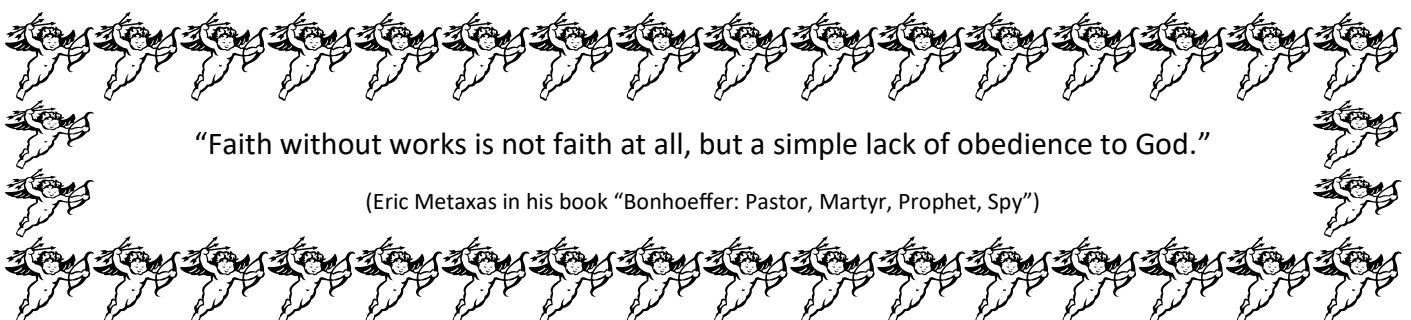 “Faith without works is not faith at all, but a simple lack of obedience to God.”
(Eric Metaxas in his book “Bonhoeffer: Pastor, Martyr, Prophet, Spy”)